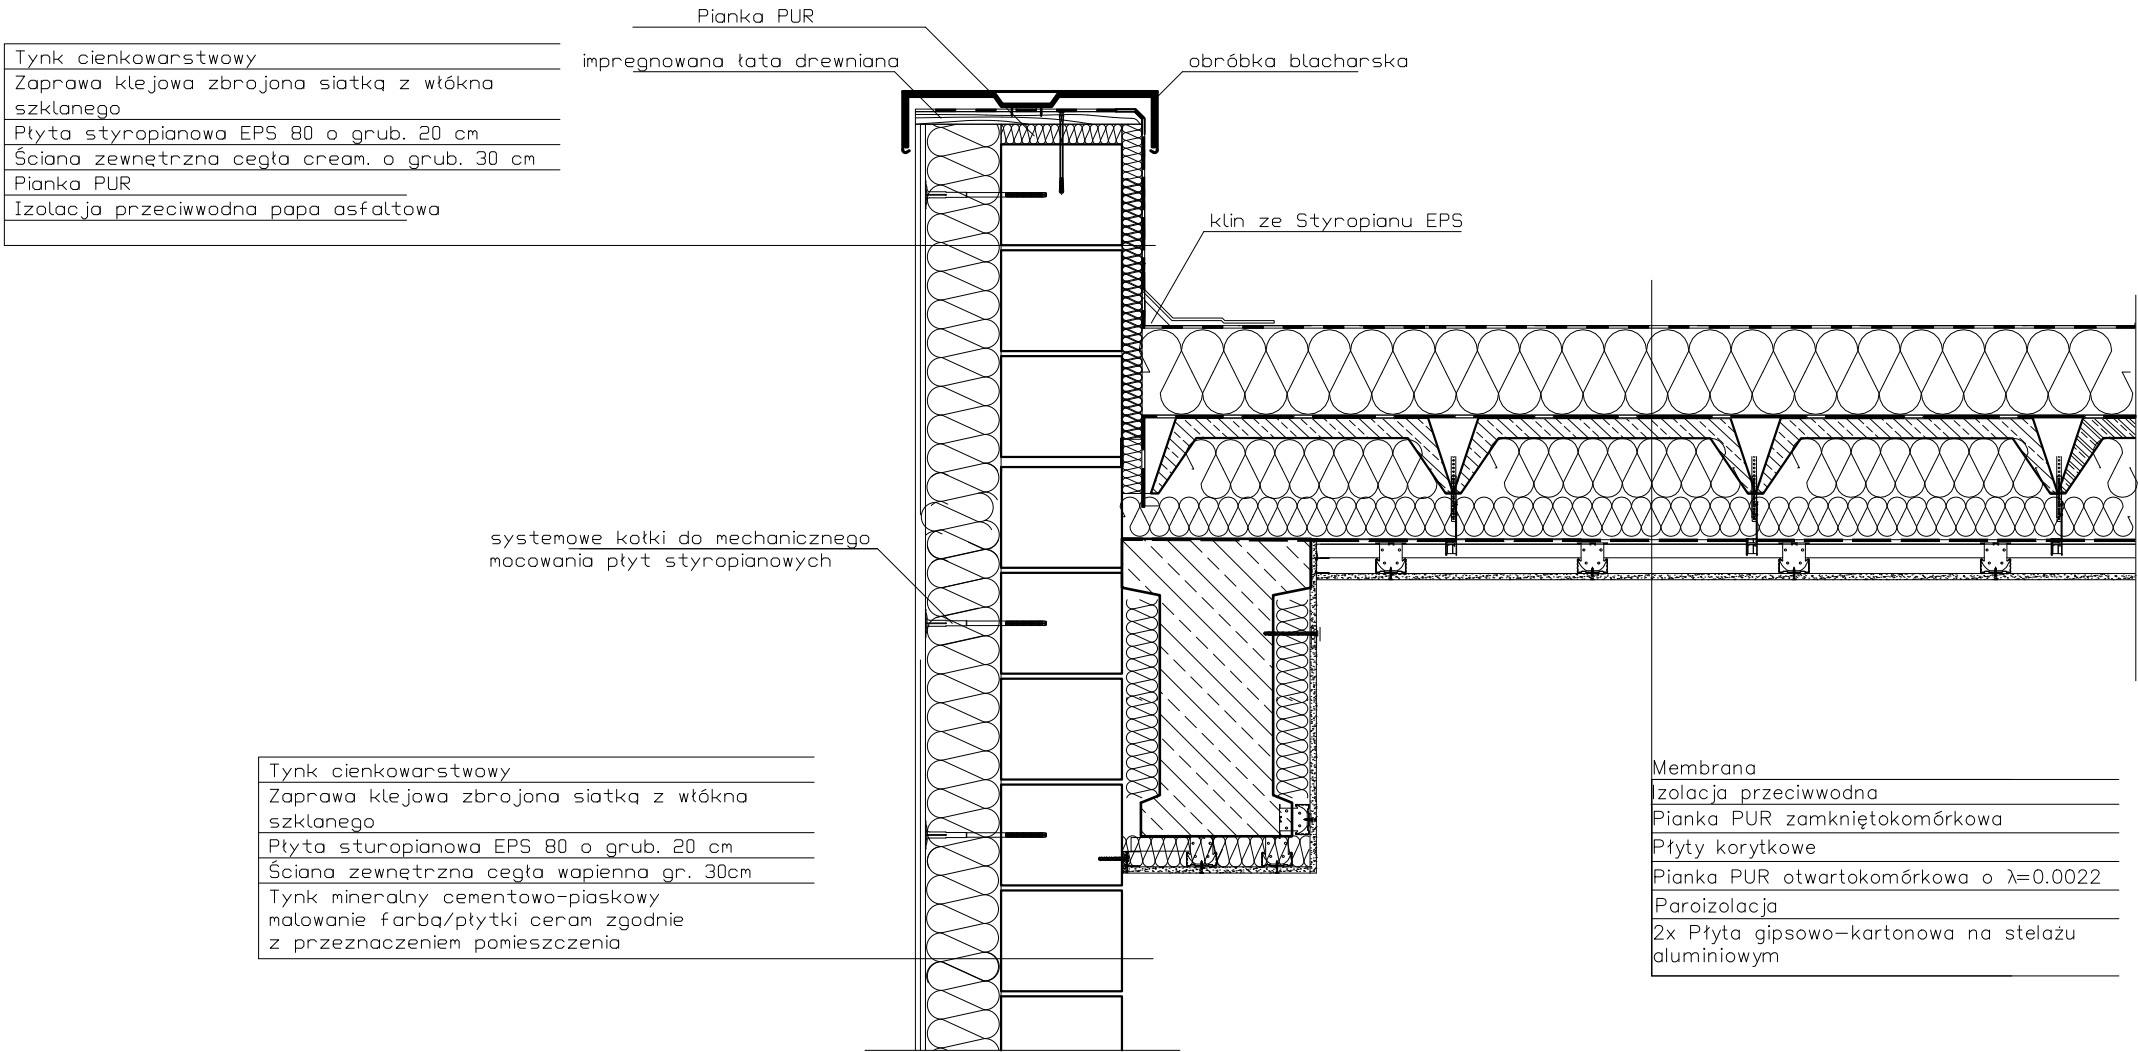 Pianka PUR
impregnowana łata drewniana
obróbka blacharska
Tynk cienkowarstwowy
Zaprawa klejowa zbrojona siatką z włókna
szklanego
Płyta styropianowa EPS 80 o grub. 20 cm
Ściana zewnętrzna cegła cream. o grub. 30 cm
Pianka PUR
Izolacja przeciwwodna papa asfaltowa
klin ze Styropianu EPS
systemowe kołki do mechanicznego
mocowania płyt styropianowych
Tynk cienkowarstwowy
Zaprawa klejowa zbrojona siatką z włókna
szklanego
Płyta sturopianowa EPS 80 o grub. 20 cm
Ściana zewnętrzna cegła wapienna gr. 30cm
Tynk mineralny cementowo-piaskowy
malowanie farbą/płytki ceram zgodnie
z przeznaczeniem pomieszczenia
Membrana
Izolacja przeciwwodna
Pianka PUR zamkniętokomórkowa
Płyty korytkowe
Pianka PUR otwartokomórkowa o λ=0.0022
Paroizolacja
2x Płyta gipsowo-kartonowa na stelażu
aluminiowym